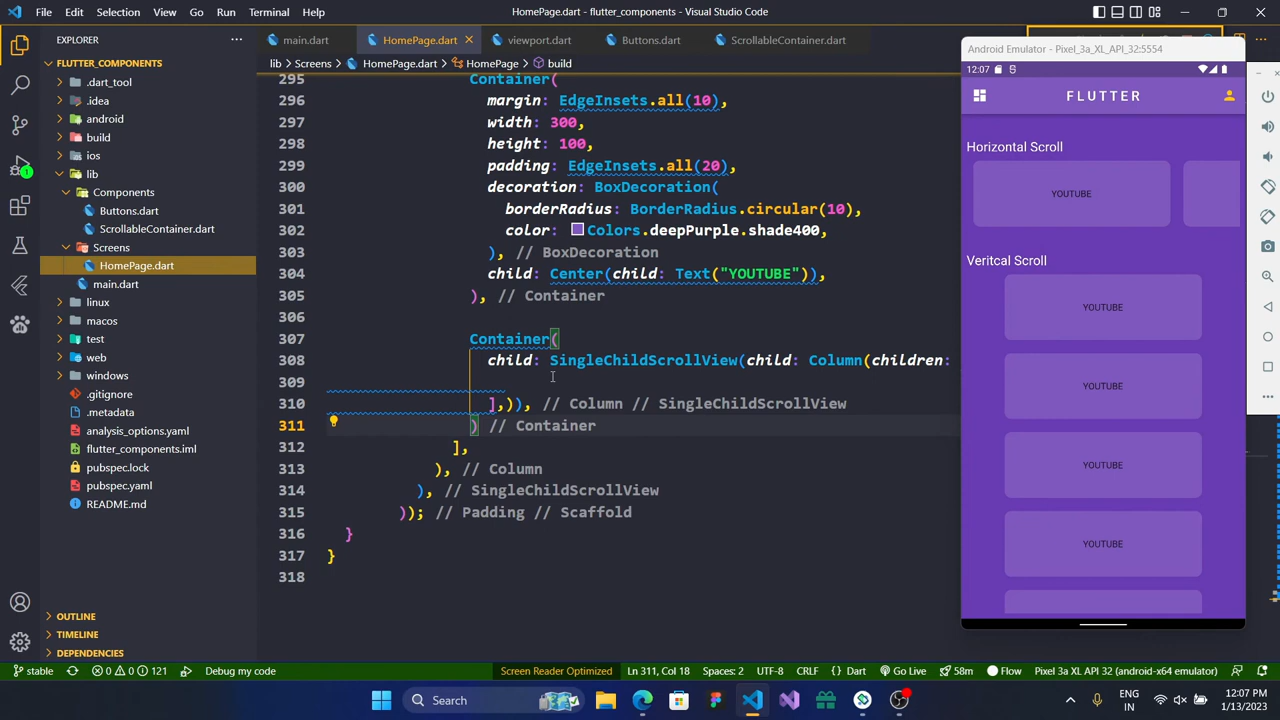 File Edit Selection View Go Run Terminal Help
HomePage.dart - flutter_components - Visual Studio Code
EXPLORER
main.dart
HomePage.dart
viewport.dart
Buttons.dart
ScrollableContainer.dart
lib > Screens > HomePage.dart > HomePage > build
FLUTTER_COMPONENTS
.dart_tool
.idea
android
build
ios
lib
Components
Buttons.dart
ScrollableContainer.dart
Screens
HomePage.dart
main.dart
linux
macos
test
web
windows
.gitignore
.metadata
analysis_options.yaml
flutter_components.iml
pubspec.lock
pubspec.yaml
README.md
OUTLINE
TIMELINE
DEPENDENCIES
1
295 Container(
296 margin: EdgeInsets.all(10),
297 width: 300,
298 height: 100,
299 padding: EdgeInsets.all(20),
300 decoration: BoxDecoration(
301 borderRadius: BorderRadius.circular(10),
302 color: Colors.deepPurple.shade400,
303 ), // BoxDecoration
304 child: Center(child: Text("YOUTUBE")),
305 ), // Container
306
307 Container(
308 child: SingleChildScrollView(child: Column(children:
309
310 ],)), // Column // SingleChildScrollView
311 ) // Container
312 ],
313 ), // Column
314 ), // SingleChildScrollView
315 )); // Padding // Scaffold
316 }
317 }
318
Android Emulator - Pixel_3a_XL_API_32:5554
12:07
FLUTTER
Horizontal Scroll
YOUTUBE
Veritcal Scroll
YOUTUBE
YOUTUBE
YOUTUBE
YOUTUBE
stable 0 0 121 Debug my code Screen Reader Optimized Ln 311, Col 18 Spaces: 2 UTF-8 CRLF {} Dart Go Live 58m Flow Pixel 3a XL API 32 (android-x64 emulator)
Search
ENG
IN
12:07 PM
1/13/2023